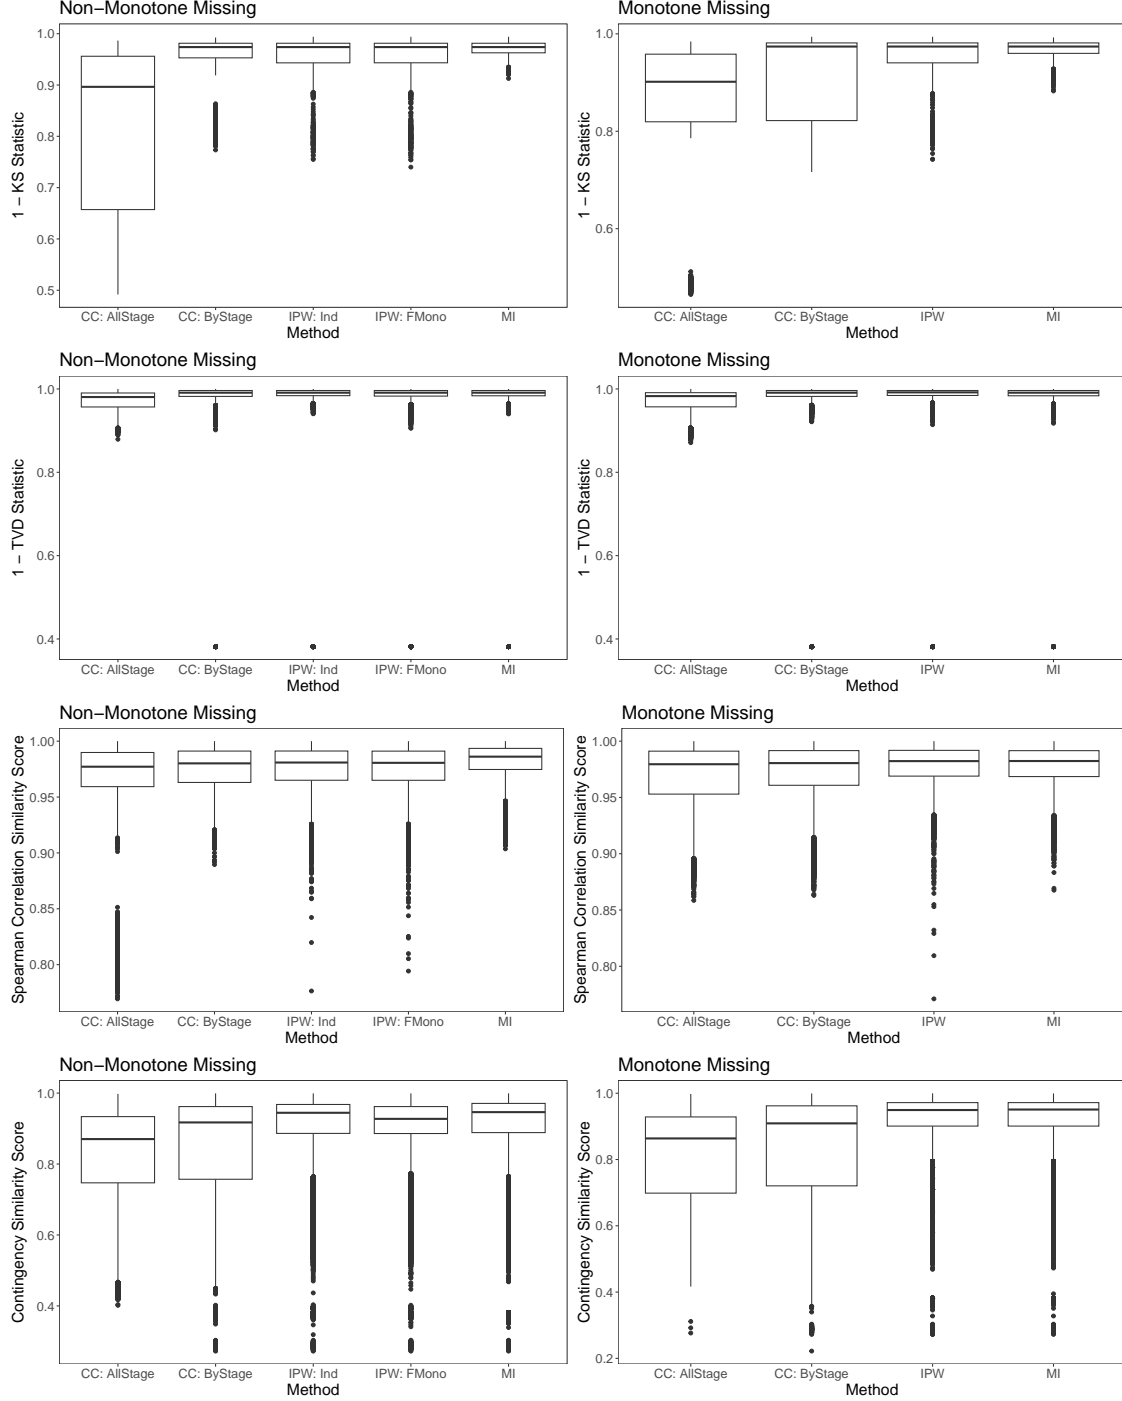 Non−Monotone Missing
1 − KS Statistic
1.0
0.9
0.8
0.7
0.6
0.5
CC: AllStage CC: ByStage IPW: Ind IPW: FMono MI
Method
Monotone Missing
1 − KS Statistic
1.0
0.8
0.6
CC: AllStage CC: ByStage IPW MI
Method
Non−Monotone Missing
1 − TVD Statistic
1.0
0.8
0.6
0.4
CC: AllStage CC: ByStage IPW: Ind IPW: FMono MI
Method
Monotone Missing
1 − TVD Statistic
1.0
0.8
0.6
0.4
CC: AllStage CC: ByStage IPW MI
Method
Non−Monotone Missing
Spearman Correlation Similarity Score
1.00
0.95
0.90
0.85
0.80
CC: AllStage CC: ByStage IPW: Ind IPW: FMono MI
Method
Monotone Missing
Spearman Correlation Similarity Score
1.00
0.95
0.90
0.85
0.80
CC: AllStage CC: ByStage IPW MI
Method
Non−Monotone Missing
Contingency Similarity Score
1.0
0.8
0.6
0.4
CC: AllStage CC: ByStage IPW: Ind IPW: FMono MI
Method
Monotone Missing
Contingency Similarity Score
1.0
0.8
0.6
0.4
0.2
CC: AllStage CC: ByStage IPW MI
Method